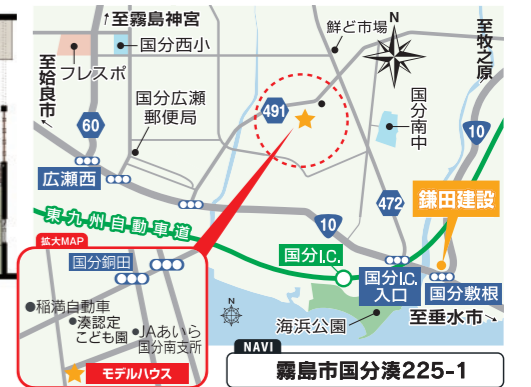 ↑至霧島神宮
国分西小
フレスポ
至姶良市
鮮ど市場
N
至牧之原
国分広瀬
郵便局
491
60
国分南中
10
広瀬西
472
鎌田建設
東九州自動車道
10
国分I.C.
国分I.C.
入口
国分敷根
至垂水市
海浜公園
N
拡大MAP
国分銅田
稲満自動車
湊認定
こども園
JAあいら
国分南支所
モデルハウス
NAVI
霧島市国分湊225-1